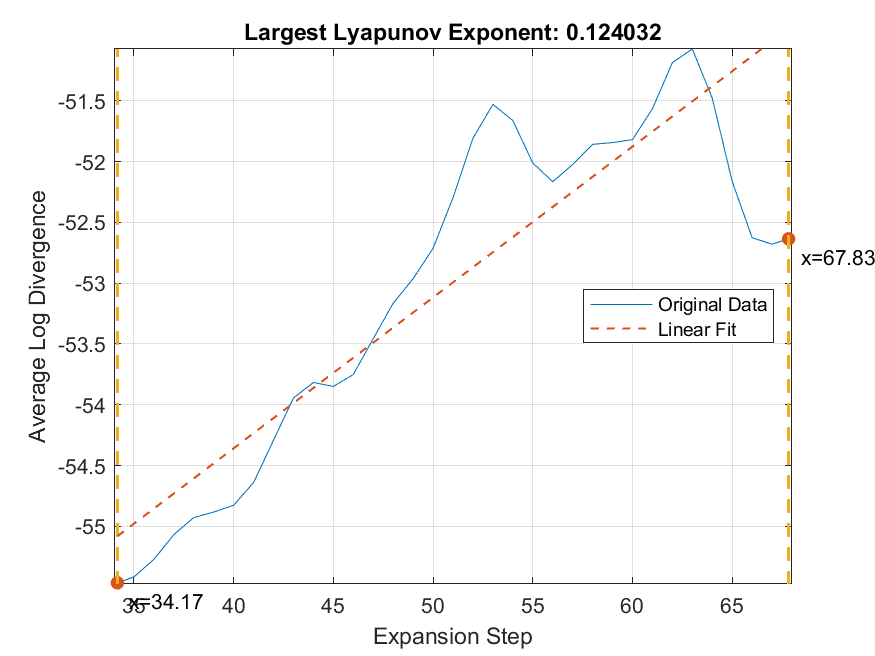 Largest Lyapunov Exponent: 0.124032
Average Log Divergence
-51.5
-52
-52.5
-53
-53.5
-54
-54.5
-55
x=67.83
Original Data
Linear Fit
x=34.17
35 40 45 50 55 60 65
Expansion Step